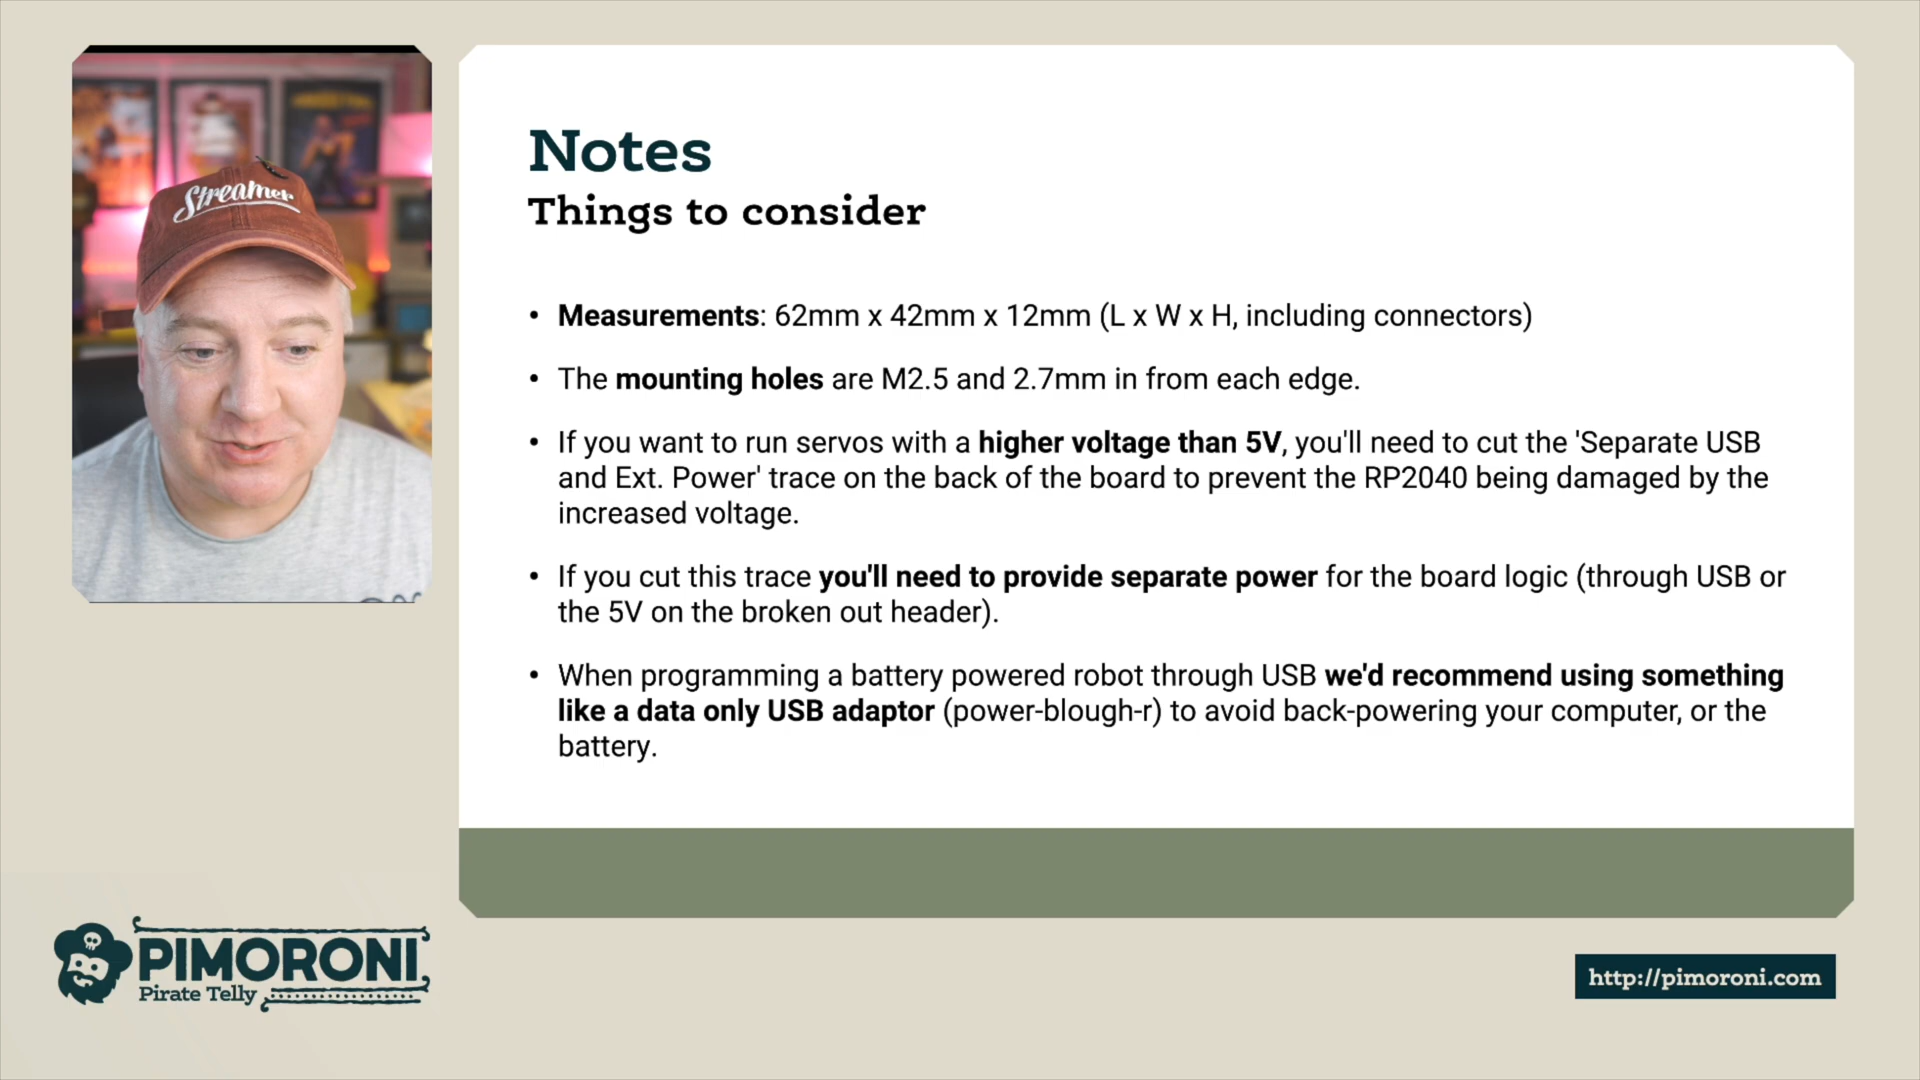 Streamer
Notes
Things to consider
• Measurements: 62mm x 42mm x 12mm (L x W x H, including connectors)
• The mounting holes are M2.5 and 2.7mm in from each edge.
• If you want to run servos with a higher voltage than 5V, you'll need to cut the 'Separate USB
and Ext. Power' trace on the back of the board to prevent the RP2040 being damaged by the
increased voltage.
• If you cut this trace you'll need to provide separate power for the board logic (through USB or
the 5V on the broken out header).
• When programming a battery powered robot through USB we'd recommend using something
like a data only USB adaptor (power-blough-r) to avoid back-powering your computer, or the
battery.
PIMORONI
Pirate Telly
http://pimoroni.com